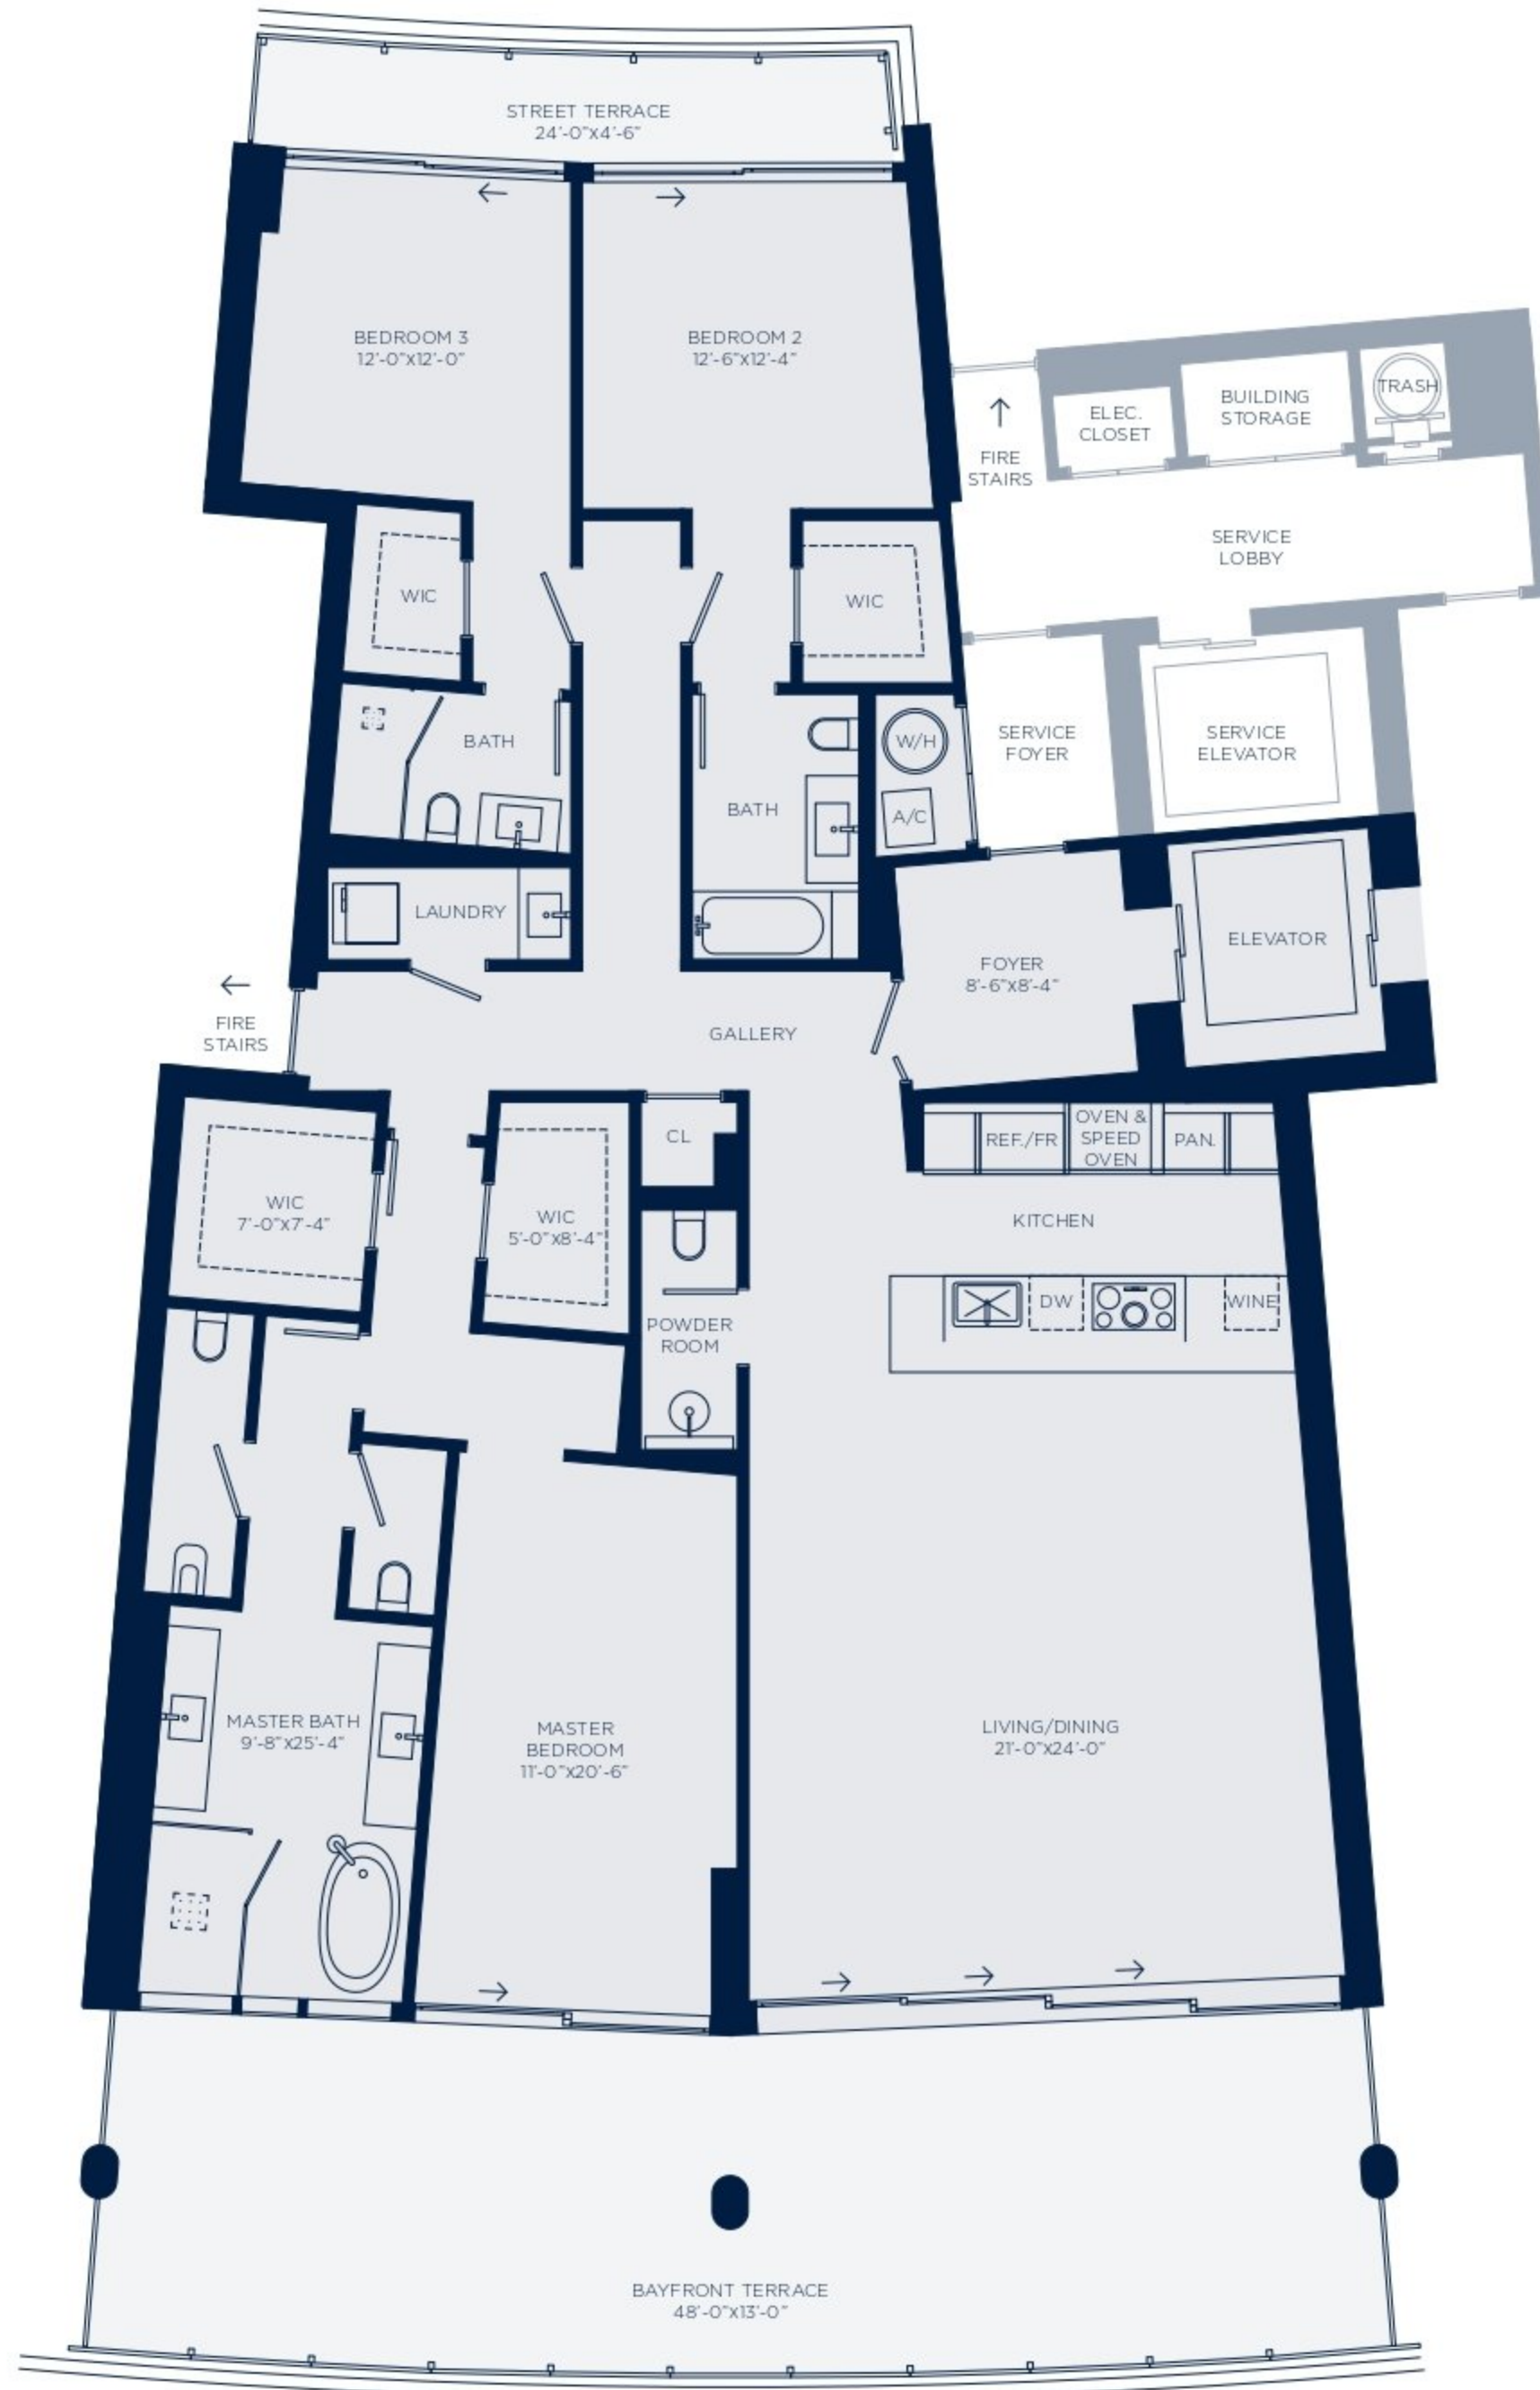 STREET TERRACE
24'-0"x4'-6"
BEDROOM 3
12'-0"x12'-0"
BEDROOM 2
12'-6"x12'-4"
ELEC.
CLOSET
BUILDING
STORAGE
TRASH
FIRE
STAIRS
SERVICE
LOBBY
WIC
WIC
BATH
BATH
W/H
A/C
SERVICE
FOYER
SERVICE
ELEVATOR
LAUNDRY
FOYER
8'-6"x8'-4"
ELEVATOR
FIRE
STAIRS
GALLERY
CL
REF./FR
OVEN &
SPEED
OVEN
PAN.
WIC
7'-0"x7'-4"
WIC
5'-0"x8'-4"
KITCHEN
POWDER
ROOM
DW
WINE
MASTER BATH
9'-8"x25'-4"
MASTER
BEDROOM
11'-0"x20'-6"
LIVING/DINING
21'-0"x24'-0"
BAYFRONT TERRACE
48'-0"x13'-0"